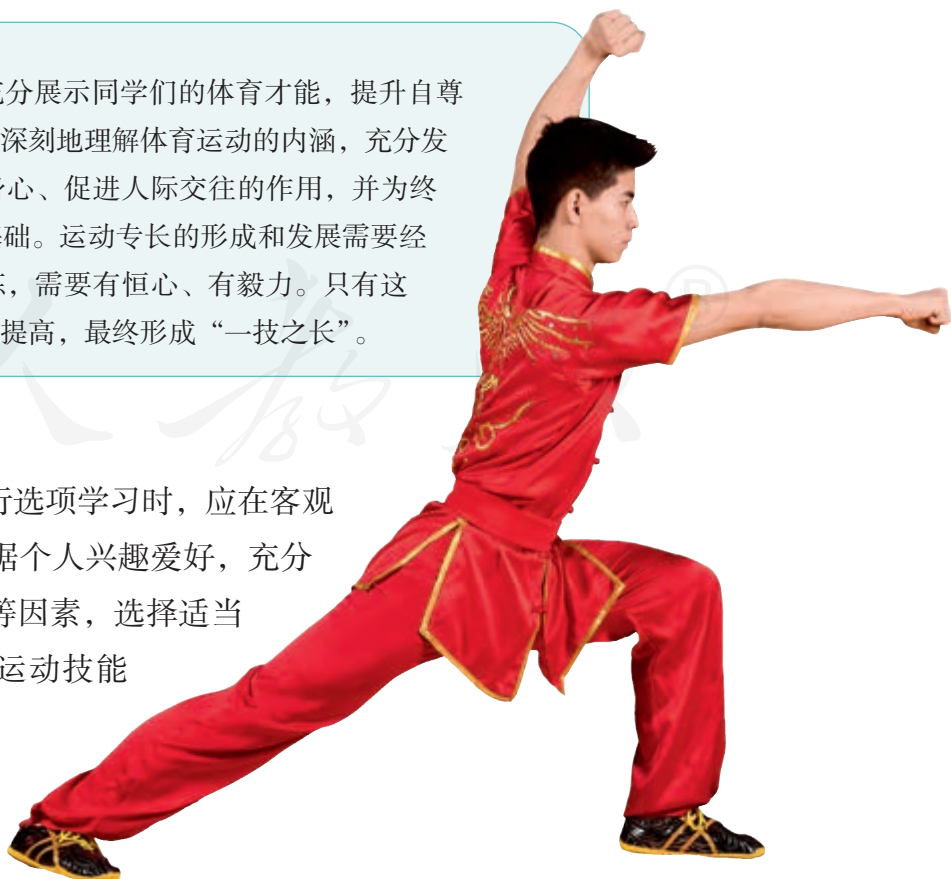 充分展示同学们的体育才能，提升自尊
深刻地理解体育运动的内涵，充分发
身心、促进人际交往的作用，并为终
基础。运动专长的形成和发展需要经
练，需要有恒心、有毅力。只有这
提高，最终形成“一技之长”。
人教
®
行选项学习时，应在客观
据个人兴趣爱好，充分
等因素，选择适当
运动技能